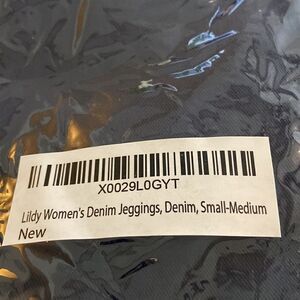 X0029L0GYT
Lildy Women's Denim Jeggings, Denim, Small-Medium
New